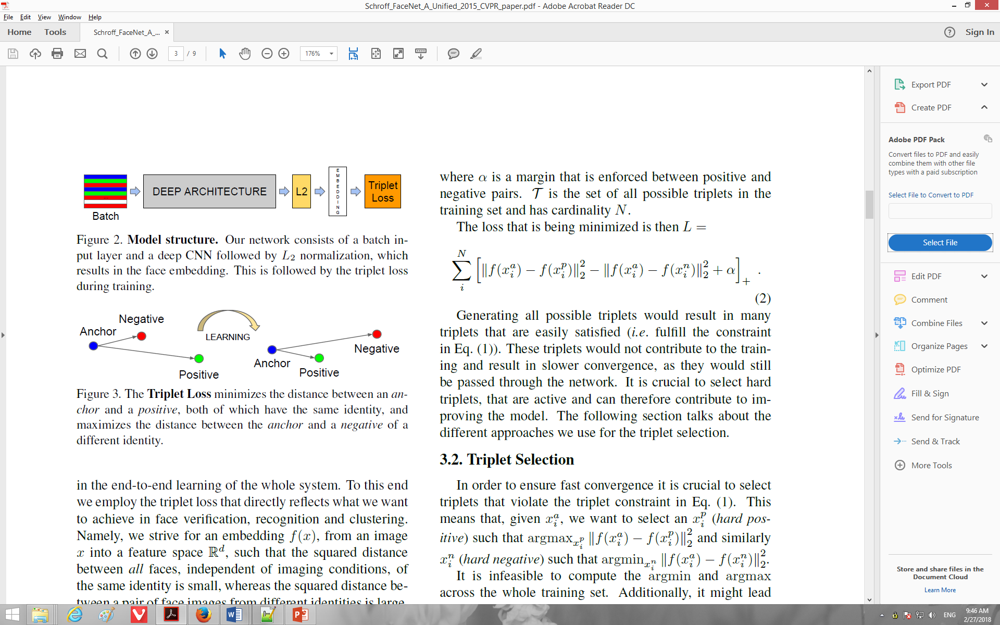 Schroff_FaceNet_A_Unified_2015_CVPR_paper.pdf - Adobe Acrobat Reader DC
File Edit View Window Help
Home Tools Schroff_FaceNet_A_... × Sign In
3 / 9 176%
Batch
DEEP ARCHITECTURE
L2
EMBEDDING
Triplet
Loss
Figure 2. Model structure. Our network consists of a batch in-
put layer and a deep CNN followed by L2 normalization, which
results in the face embedding. This is followed by the triplet loss
during training.
Anchor
Negative
Positive
LEARNING
Anchor
Positive
Negative
Figure 3. The Triplet Loss minimizes the distance between an an-
chor and a positive, both of which have the same identity, and
maximizes the distance between the anchor and a negative of a
different identity.
in the end-to-end learning of the whole system. To this end
we employ the triplet loss that directly reflects what we want
to achieve in face verification, recognition and clustering.
Namely, we strive for an embedding f(x), from an image
x into a feature space ℝ^d, such that the squared distance
between all faces, independent of imaging conditions, of
the same identity is small, whereas the squared distance be-
tween a pair of face images from different identities is large.
where α is a margin that is enforced between positive and
negative pairs. 𝒯 is the set of all possible triplets in the
training set and has cardinality N.
The loss that is being minimized is then L =
∑_i^N [‖f(x_i^a) − f(x_i^p)‖_2^2 − ‖f(x_i^a) − f(x_i^n)‖_2^2 + α]_+ .
(2)
Generating all possible triplets would result in many
triplets that are easily satisfied (i.e. fulfill the constraint
in Eq. (1)). These triplets would not contribute to the train-
ing and result in slower convergence, as they would still
be passed through the network. It is crucial to select hard
triplets, that are active and can therefore contribute to im-
proving the model. The following section talks about the
different approaches we use for the triplet selection.
3.2. Triplet Selection
In order to ensure fast convergence it is crucial to select
triplets that violate the triplet constraint in Eq. (1). This
means that, given x_i^a, we want to select an x_i^p (hard pos-
itive) such that argmax_{x_i^p} ‖f(x_i^a) − f(x_i^p)‖_2^2 and similarly
x_i^n (hard negative) such that argmin_{x_i^n} ‖f(x_i^a) − f(x_i^n)‖_2^2.
It is infeasible to compute the argmin and argmax
across the whole training set. Additionally, it might lead
Export PDF
Create PDF
Adobe PDF Pack
Convert files to PDF and easily
combine them with other file
types with a paid subscription
Select File to Convert to PDF
Select File
Edit PDF
Comment
Combine Files
Organize Pages
Optimize PDF
Fill & Sign
Send for Signature
Send & Track
More Tools
Store and share files in the
Document Cloud
Learn More
ENG
9:46 AM
2/27/2018